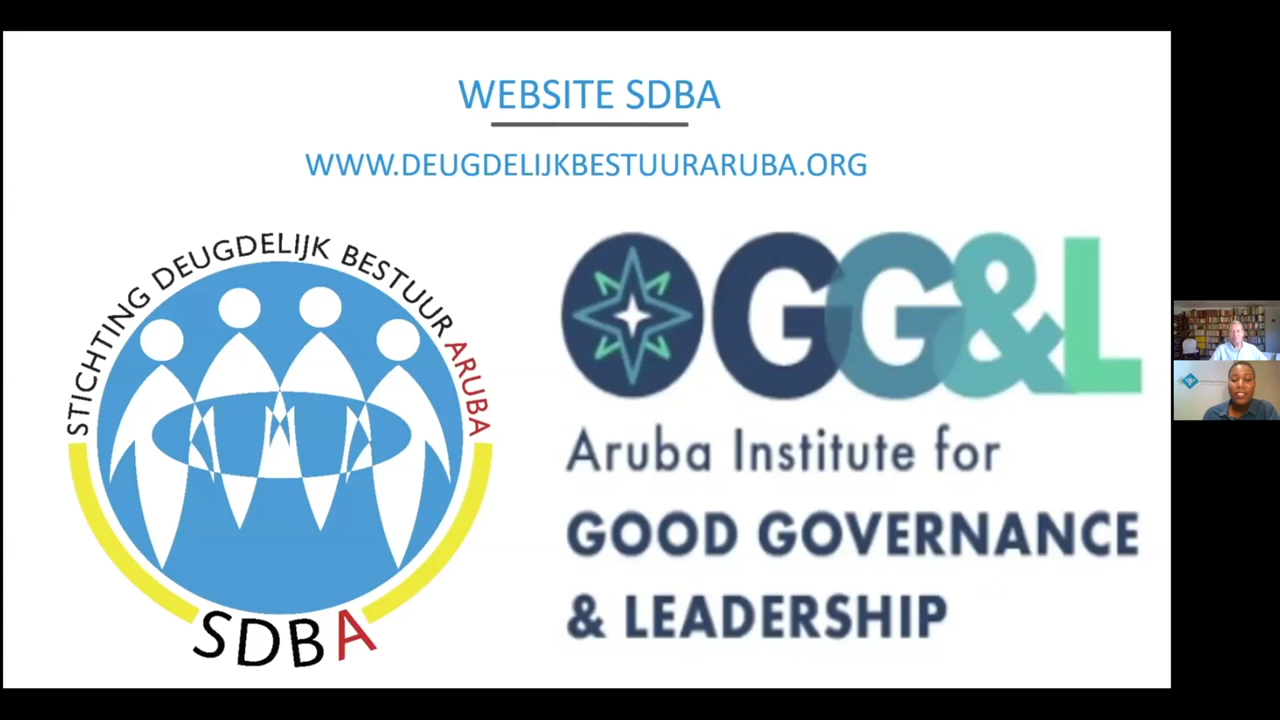 WEBSITE SDBA
WWW.DEUGDELIJKBESTUURARUBA.ORG
STICHTING DEUGDELIJK BESTUUR ARUBA
SDBA
GG&L
Aruba Institute for
GOOD GOVERNANCE
& LEADERSHIP